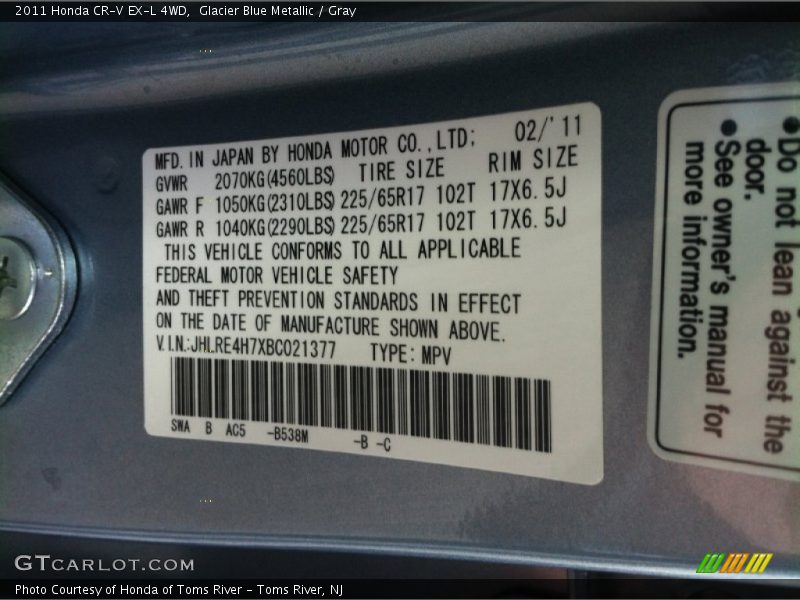 2011 Honda CR-V EX-L 4WD,  Glacier Blue Metallic / Gray
MFD. IN JAPAN BY HONDA MOTOR CO.,LTD; 02/'11
GVWR 2070KG(4560LBS) TIRE SIZE RIM SIZE
GAWR F 1050KG(2310LBS) 225/65R17 102T 17X6.5J
GAWR R 1040KG(2290LBS) 225/65R17 102T 17X6.5J
THIS VEHICLE CONFORMS TO ALL APPLICABLE
FEDERAL MOTOR VEHICLE SAFETY
AND THEFT PREVENTION STANDARDS IN EFFECT
ON THE DATE OF MANUFACTURE SHOWN ABOVE.
V.I.N.:JHLRE4H7XBC021377 TYPE: MPV
SWA B AC5 -B538M -B -C
●Do not lean against the
door.
●See owner's manual for
more information.
GTCARLOT.COM
Photo Courtesy of Honda of Toms River - Toms River, NJ